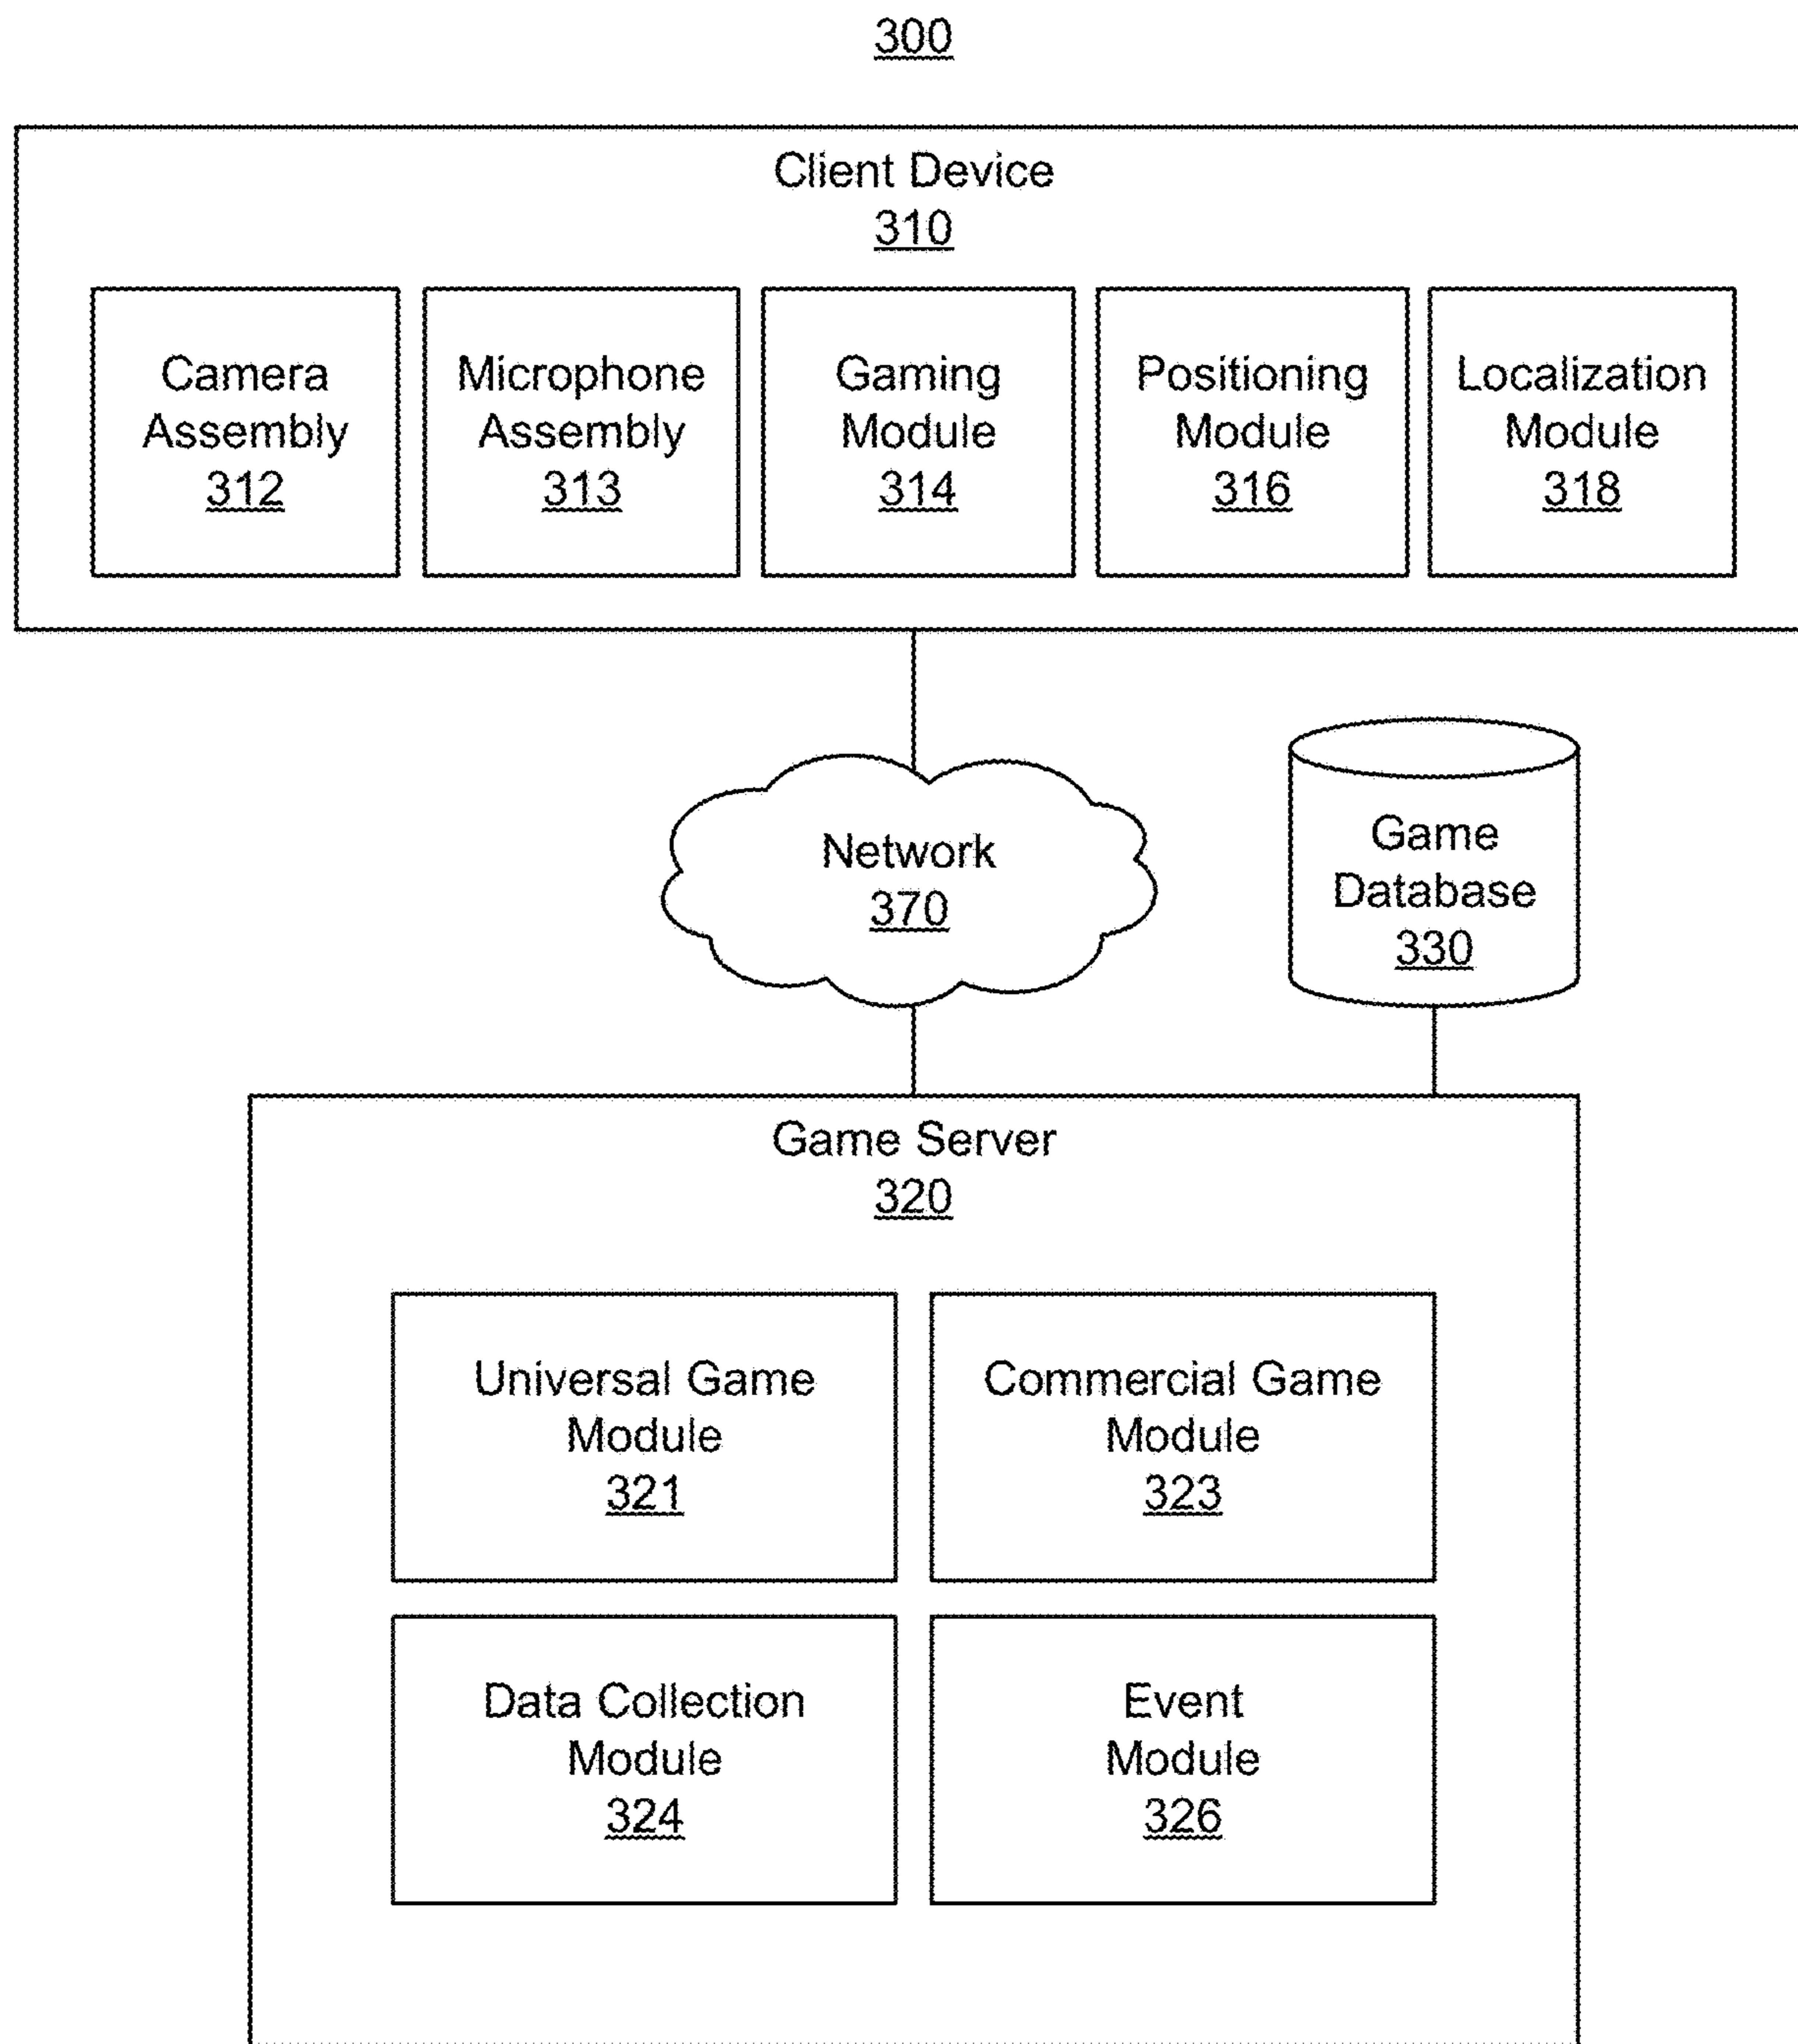 300
Client Device
310
Camera
Assembly
312
Microphone
Assembly
313
Gaming
Module
314
Positioning
Module
316
Localization
Module
318
Network
370
Game
Database
330
Game Server
320
Universal Game
Module
321
Commercial Game
Module
323
Data Collection
Module
324
Event
Module
326